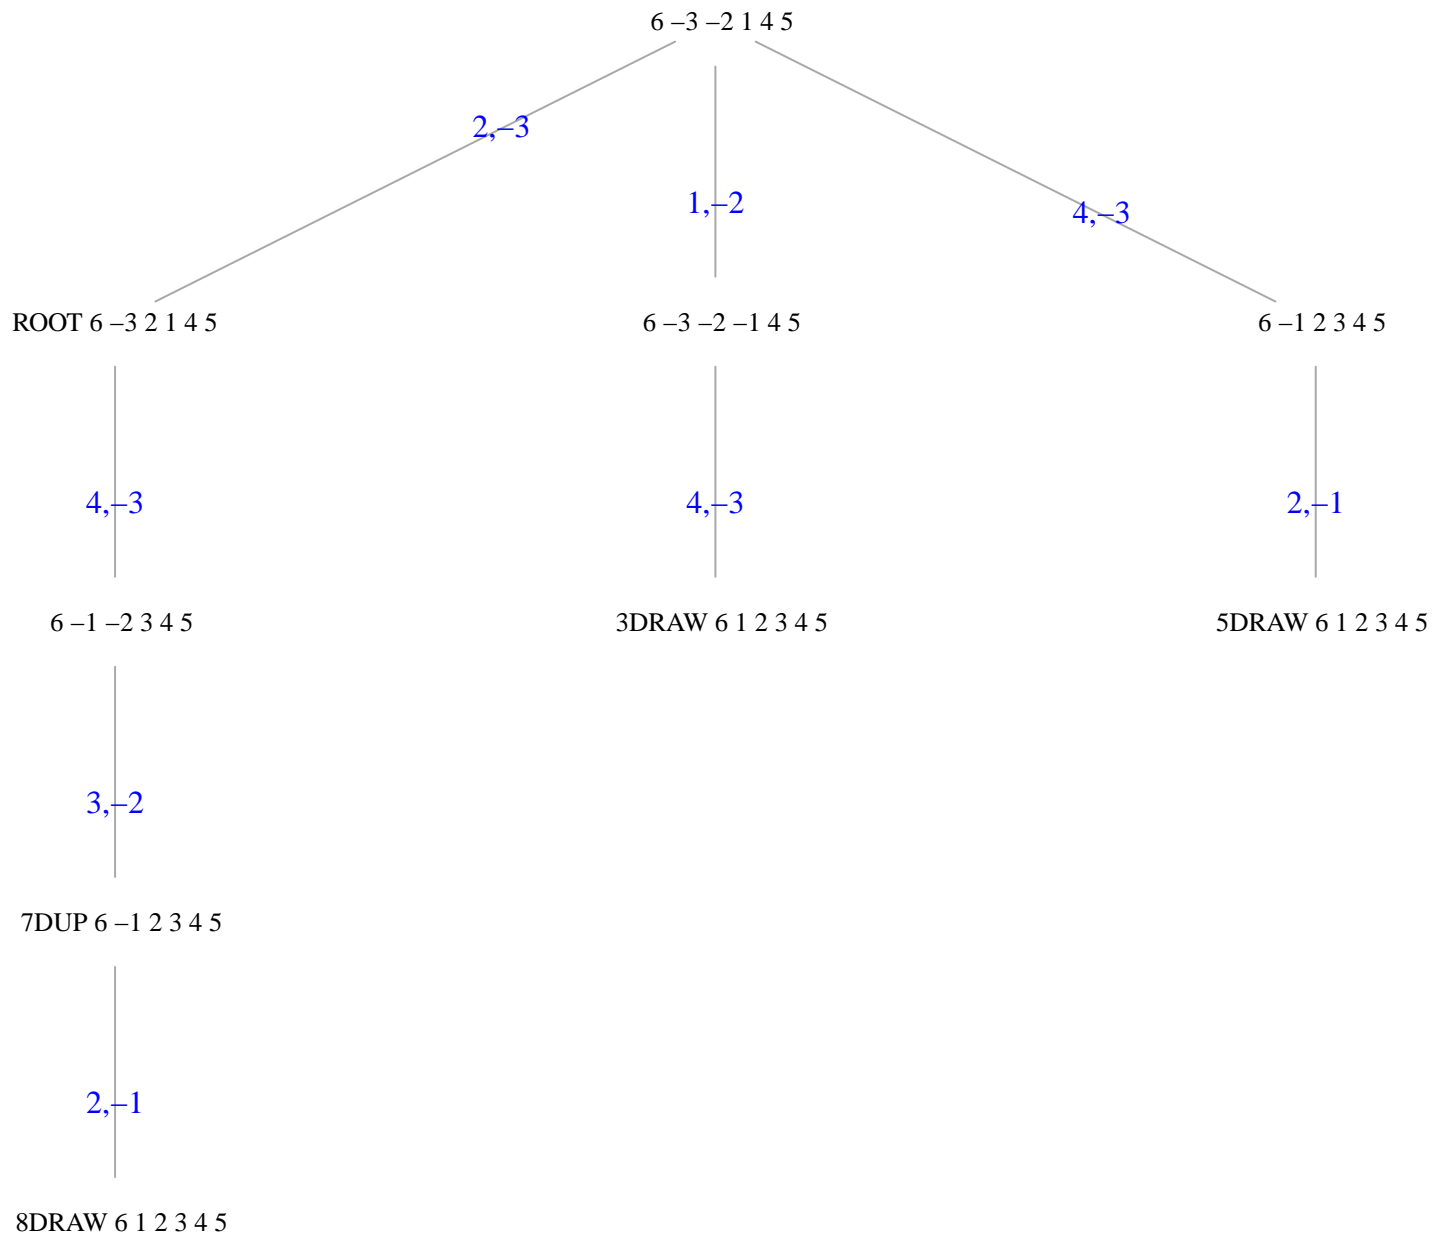 6 –3 –2 1 4 5
2,–3
1,–2
4,–3
ROOT 6 –3 2 1 4 5
6 –3 –2 –1 4 5
6 –1 2 3 4 5
4,–3
4,–3
2,–1
6 –1 –2 3 4 5
3DRAW 6 1 2 3 4 5
5DRAW 6 1 2 3 4 5
3,–2
7DUP 6 –1 2 3 4 5
2,–1
8DRAW 6 1 2 3 4 5